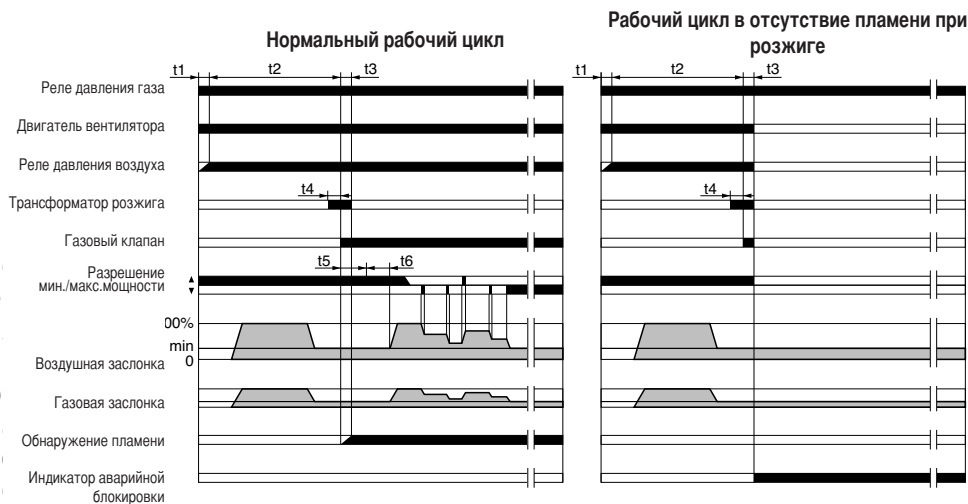 Нормальный рабочий цикл
Рабочий цикл в отсутствие пламени при
розжиге
t1 t2 t3
t1 t2 t3
Реле давления газа
Двигатель вентилятора
Реле давления воздуха
t4
t4
Трансформатор розжига
Газовый клапан
t5 t6
Разрешение
мин./макс.мощности
00%
min
0
Воздушная заслонка
Газовая заслонка
Обнаружение пламени
Индикатор аварийной
блокировки